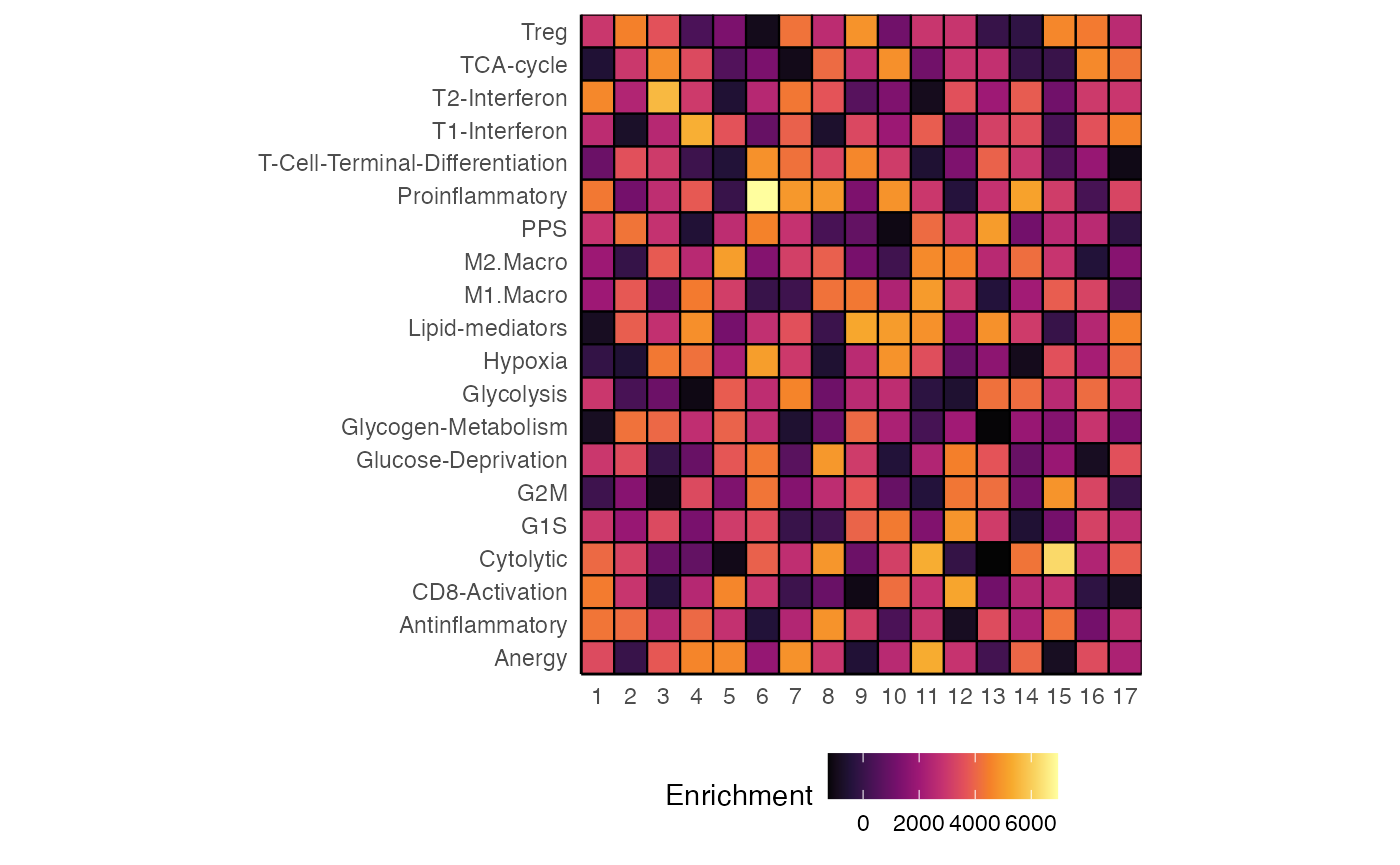 Treg
TCA-cycle
T2-Interferon
T1-Interferon
T-Cell-Terminal-Differentiation
Proinflammatory
PPS
M2.Macro
M1.Macro
Lipid-mediators
Hypoxia
Glycolysis
Glycogen-Metabolism
Glucose-Deprivation
G2M
G1S
Cytolytic
CD8-Activation
Antinflammatory
Anergy
1 2 3 4 5 6 7 8 9 10 11 12 13 14 15 16 17
Enrichment
0 2000 4000 6000